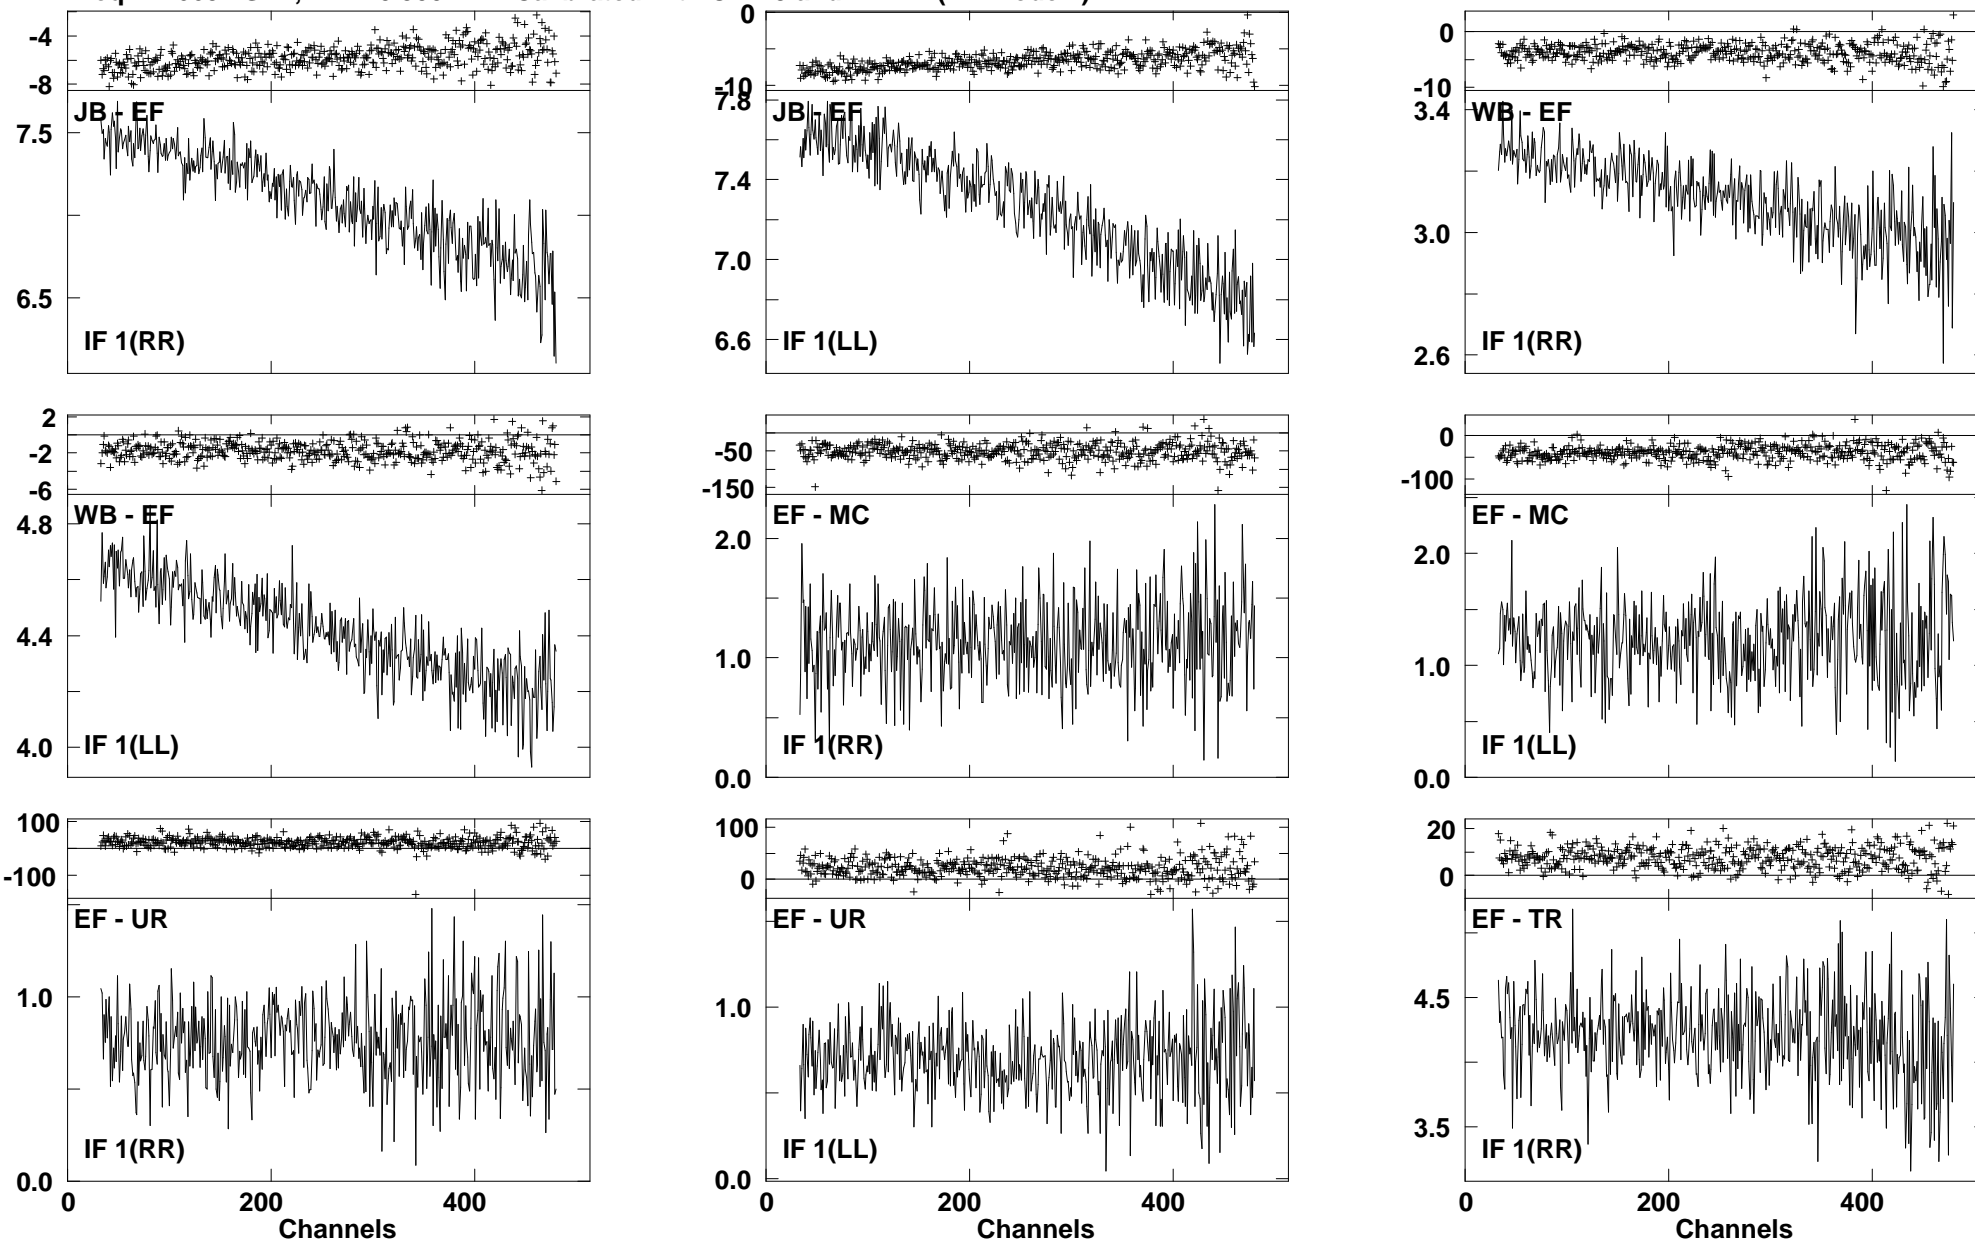 -4
-8
JB - EF
7.5
6.5
IF 1(RR)
0
-10
7.8
JB - EF
7.4
7.0
6.6
IF 1(LL)
0
-10
3.4
WB - EF
3.0
2.6
IF 1(RR)
2
-2
-6
WB - EF
4.8
4.4
4.0
IF 1(LL)
-50
-150
EF - MC
2.0
1.0
0.0
IF 1(RR)
0
-100
EF - MC
2.0
1.0
0.0
IF 1(LL)
100
-100
EF - UR
1.0
0.0
IF 1(RR)
0 200 400
Channels
100
0
EF - UR
1.0
0.0
IF 1(LL)
0 200 400
Channels
20
0
EF - TR
4.5
3.5
IF 1(RR)
0 200 400
Channels